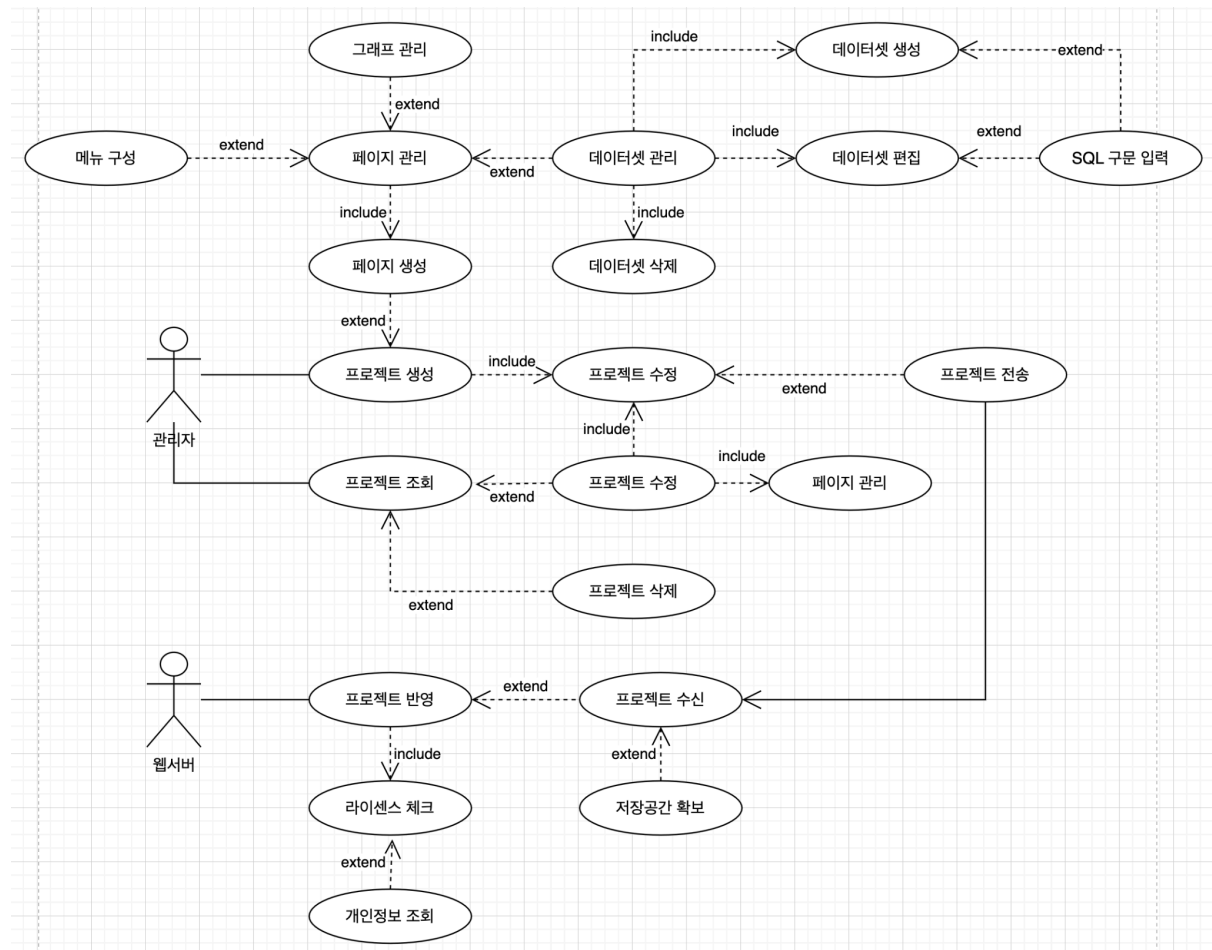 그래프 관리
include
데이터셋 생성
extend
extend
메뉴 구성
extend
페이지 관리
extend
데이터셋 관리
include
데이터셋 편집
extend
SQL 구문 입력
include
include
페이지 생성
데이터셋 삭제
extend
프로젝트 생성
include
프로젝트 수정
extend
프로젝트 전송
관리자
include
프로젝트 조회
extend
프로젝트 수정
include
페이지 관리
extend
프로젝트 삭제
웹서버
프로젝트 반영
extend
프로젝트 수신
include
extend
라이센스 체크
저장공간 확보
extend
개인정보 조회